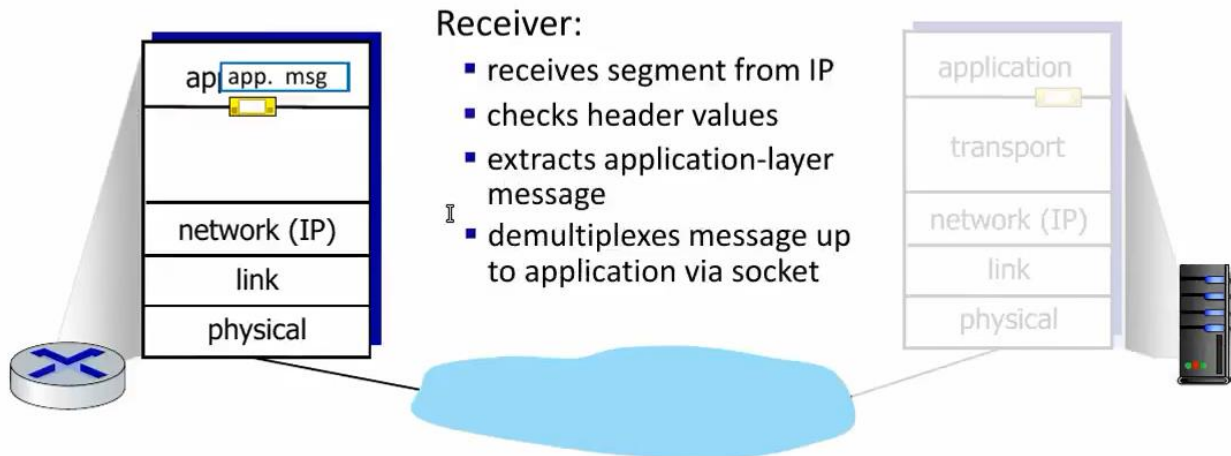 Receiver:
app. msg
receives segment from IP
checks header values
extracts application-layer
message
demultiplexes message up
to application via socket
network (IP)
link
physical
application
transport
network (IP)
link
physical